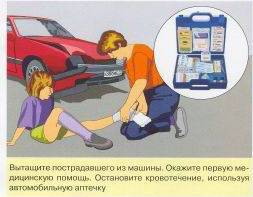 Вытащите пострадавшего из машины. Окажите первую ме-
дицинскую помощь. Остановите кровотечение, используя
автомобильную аптечку